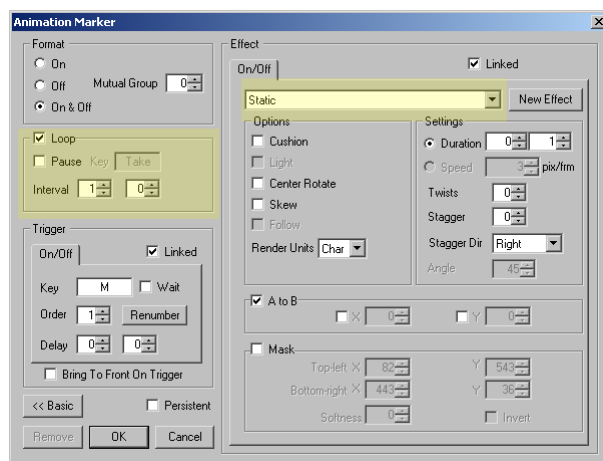 Animation Marker
Format
On
Off
Mutual Group 0
On & Off
Loop
Pause Key Take
Interval 1 0
Trigger
On/Off
Linked
Key M Wait
Order 1 Renumber
Delay 0 0
Bring To Front On Trigger
<< Basic
Persistent
Remove OK Cancel
Effect
On/Off
Linked
Static
New Effect
Options
Cushion
Light
Center Rotate
Skew
Follow
Render Units Char
Settings
Duration 0 1
Speed 3 pix/frm
Twists 0
Stagger 0
Stagger Dir Right
Angle 45
A to B
X 0 Y 0
Mask
Top-left X 82 Y 543
Bottom-right X 443 Y 36
Softness 0 Invert